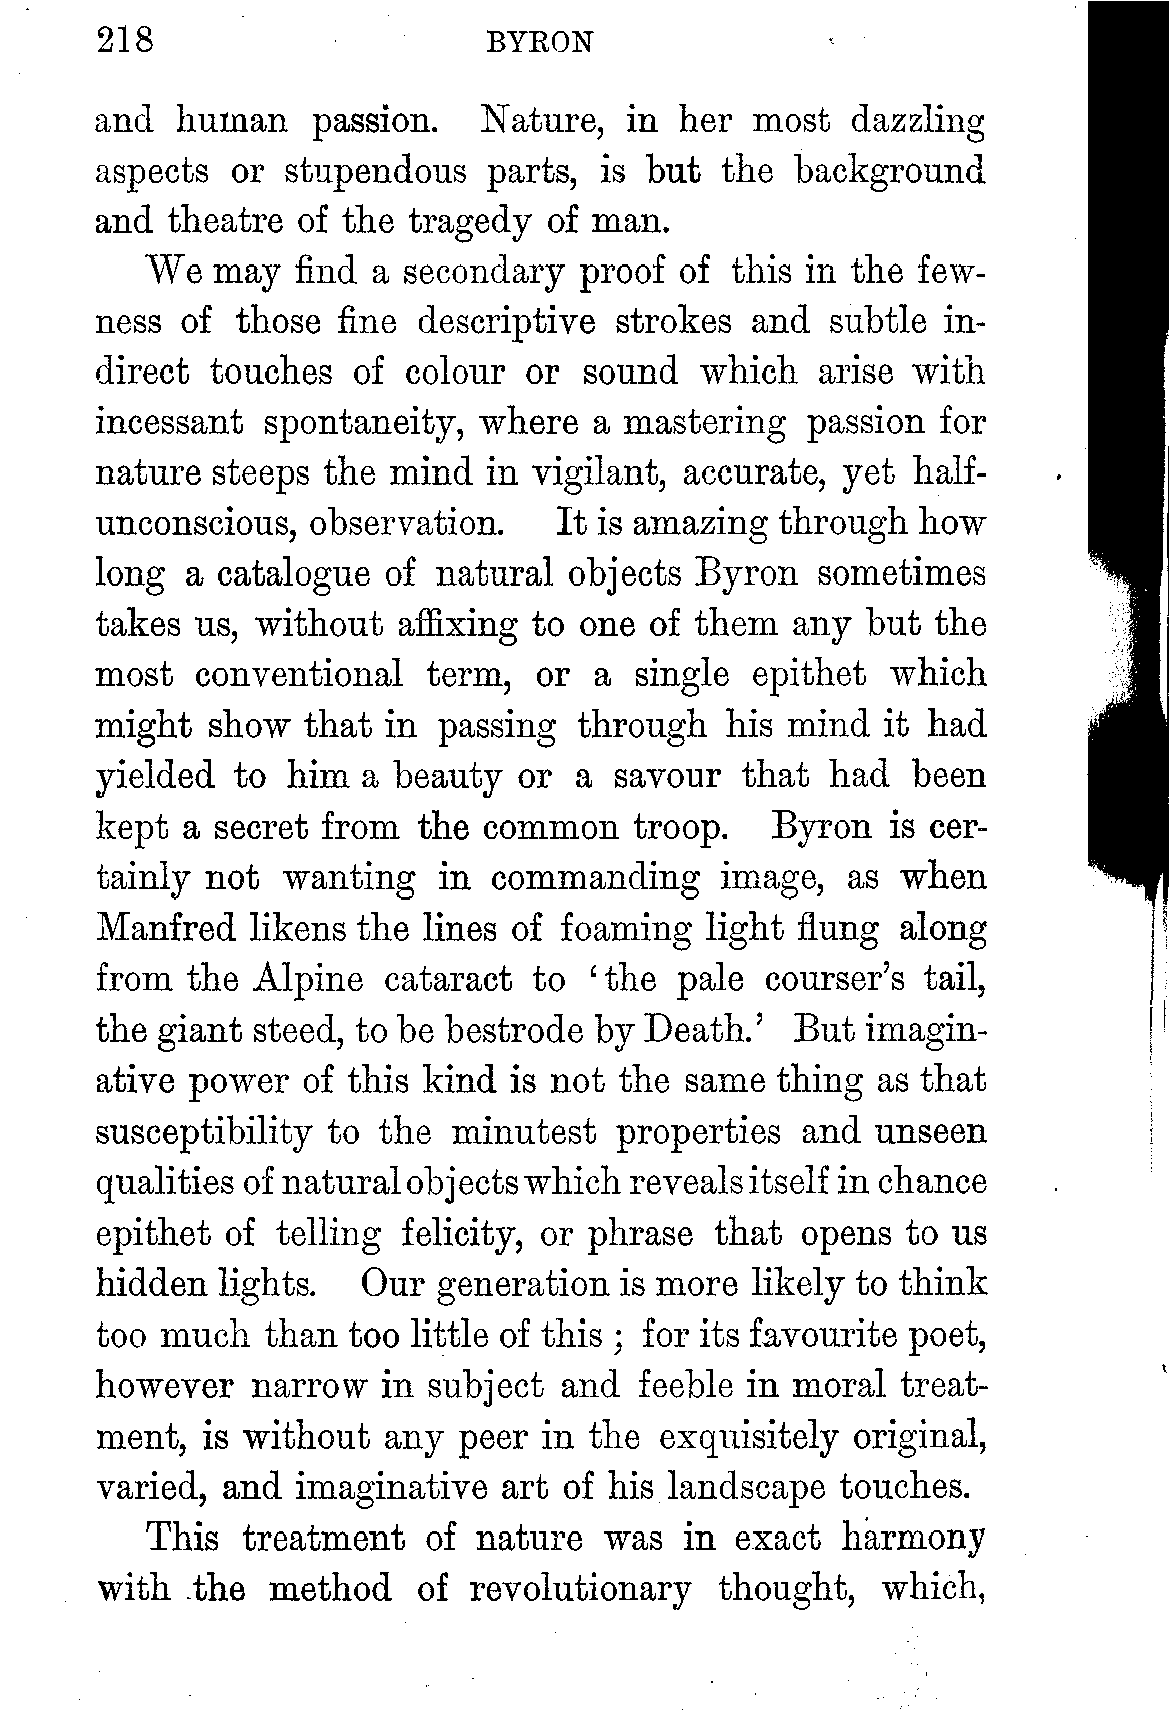 218 BYRON
and human passion. Nature, in her most dazzling
aspects or stupendous parts, is but the background
and theatre of the tragedy of man.
We may find a secondary proof of this in the few-
ness of those fine descriptive strokes and subtle in-
direct touches of colour or sound which arise with
incessant spontaneity, where a mastering passion for
nature steeps the mind in vigilant, accurate, yet half-
unconscious, observation. It is amazing through how
long a catalogue of natural objects Byron sometimes
takes us, without affixing to one of them any but the
most conventional term, or a single epithet which
might show that in passing through his mind it had
yielded to him a beauty or a savour that had been
kept a secret from the common troop. Byron is cer-
tainly not wanting in commanding image, as when
Manfred likens the lines of foaming light flung along
from the Alpine cataract to ‘the pale courser’s tail,
the giant steed, to be bestrode by Death.’ But imagin-
ative power of this kind is not the same thing as that
susceptibility to the minutest properties and unseen
qualities of natural objects which reveals itself in chance
epithet of telling felicity, or phrase that opens to us
hidden lights. Our generation is more likely to think
too much than too little of this ; for its favourite poet,
however narrow in subject and feeble in moral treat-
ment, is without any peer in the exquisitely original,
varied, and imaginative art of his landscape touches.
This treatment of nature was in exact harmony
with the method of revolutionary thought, which,